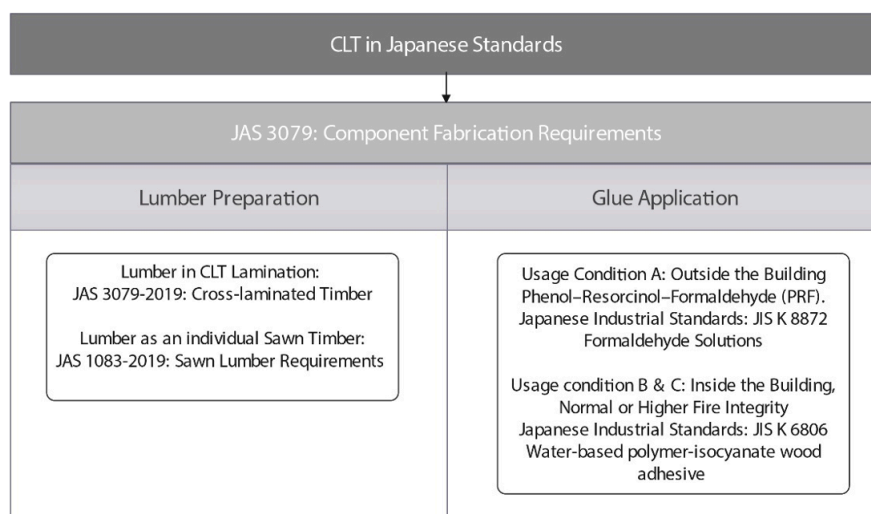 CLT in Japanese Standards
JAS 3079: Component Fabrication Requirements
Lumber Preparation
Glue Application
Lumber in CLT Lamination:
JAS 3079-2019: Cross-laminated Timber
Lumber as an individual Sawn Timber:
JAS 1083-2019: Sawn Lumber Requirements
Usage Condition A: Outside the Building
Phenol–Resorcinol–Formaldehyde (PRF).
Japanese Industrial Standards: JIS K 8872
Formaldehyde Solutions
Usage condition B & C: Inside the Building,
Normal or Higher Fire Integrity
Japanese Industrial Standards: JIS K 6806
Water-based polymer-isocyanate wood
adhesive